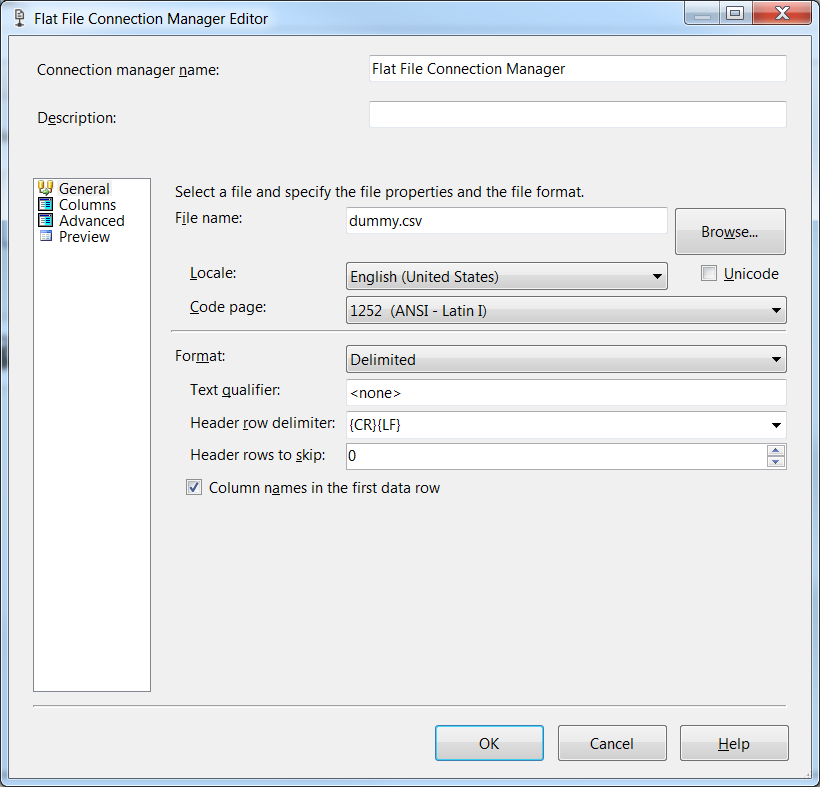 Flat File Connection Manager Editor
Connection manager name: Flat File Connection Manager
Description:
General
Columns
Advanced
Preview
Select a file and specify the file properties and the file format.
File name: dummy.csv Browse...
Locale: English (United States) Unicode
Code page: 1252 (ANSI - Latin I)
Format: Delimited
Text qualifier: <none>
Header row delimiter: {CR}{LF}
Header rows to skip: 0
Column names in the first data row
OK Cancel Help